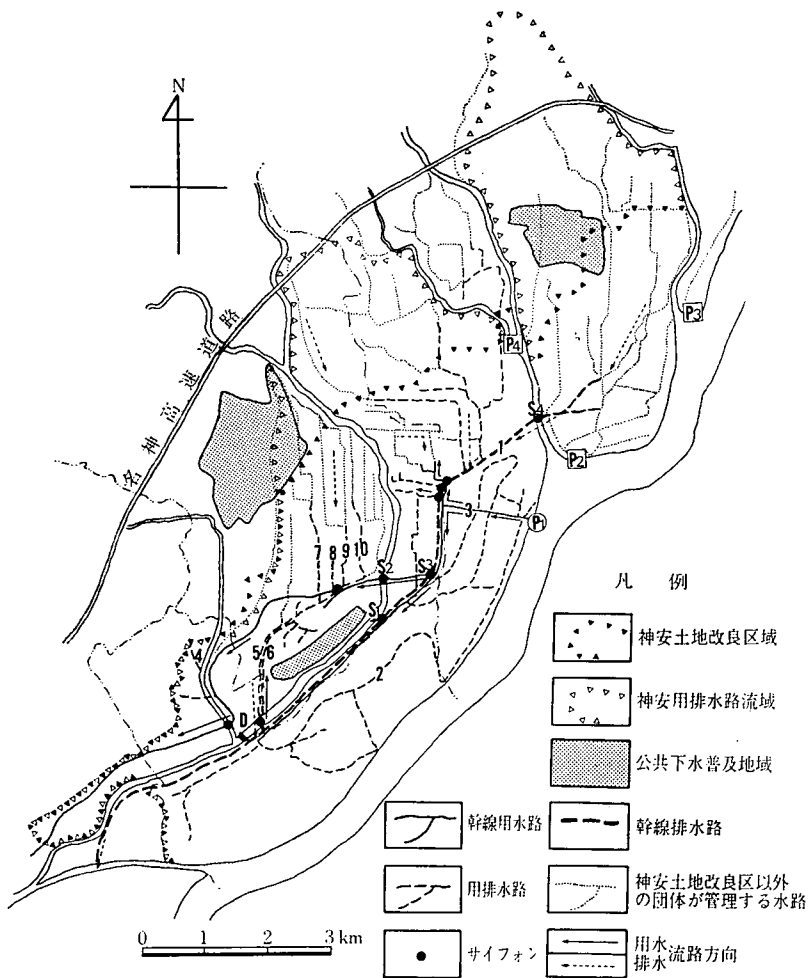 N
名神高速道路
P3
P4
S4
P2
1
3
P1
7
8
9
10
S2
S3
S1
4
5/6
2
D
凡 例
神安土地改良区域
神安用排水路流域
公共下水普及地域
幹線用水路
幹線排水路
用排水路
神安土地改良区以外
の団体が管理する水路
サイフォン
用水
排水
流路方向
0 1 2 3 km